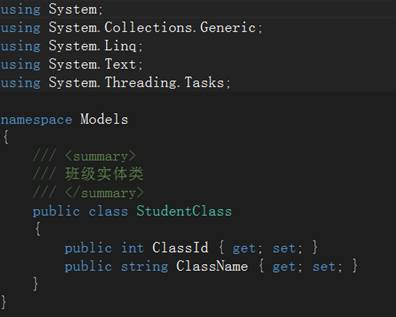 using System;
using System.Collections.Generic;
using System.Linq;
using System.Text;
using System.Threading.Tasks;
namespace Models
{
/// <summary>
/// 班级实体类
/// </summary>
public class StudentClass
{
public int ClassId { get; set; }
public string ClassName { get; set; }
}
}